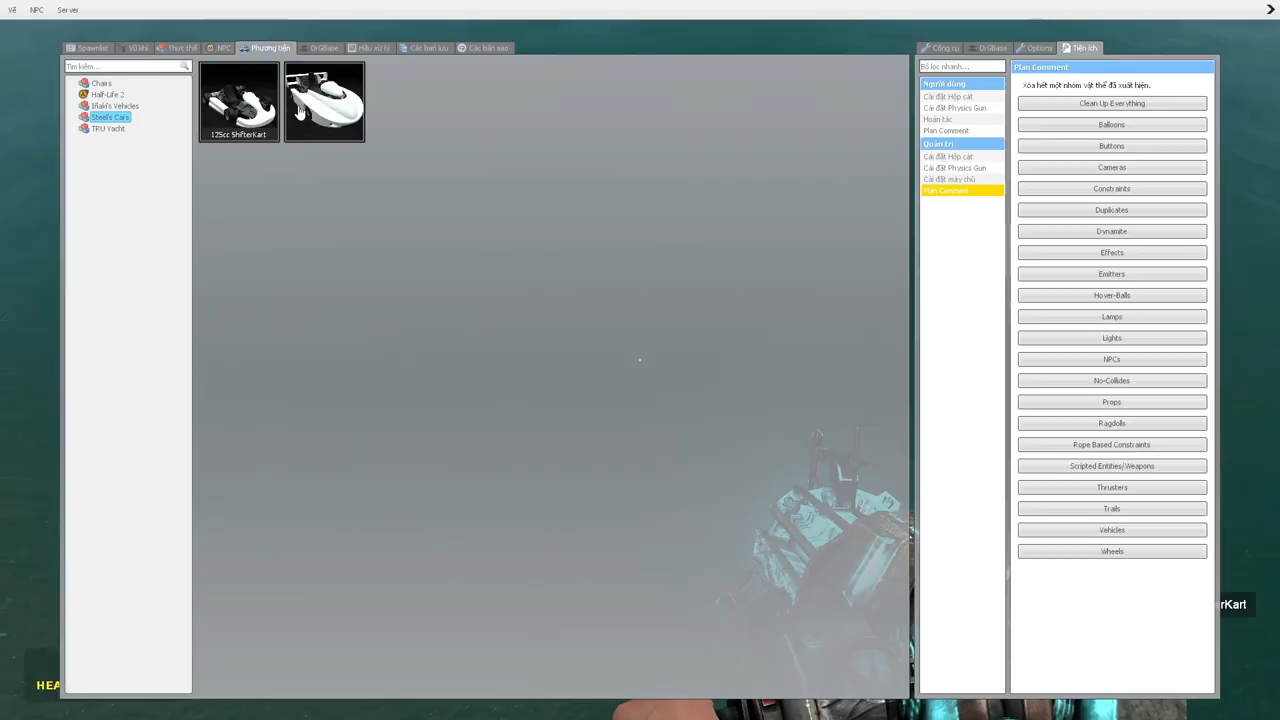 Vẽ NPC Server
Spawnlist Vũ khí Thực thể NPC Phương tiện DrGBase Hậu xử lý Các bạn lưu Các bản sao
Tìm kiếm...
Chairs
Half-Life 2
Iñaki's Vehicles
Steel's Cars
TRU Yacht
125cc ShifterKart
Công cụ DrGBase Options Tiện ích
Bộ lọc nhanh...
Người dùng
Cài đặt Hộp cát
Cài đặt Physics Gun
Hoán tác
Plan Comment
Quản trị
Cài đặt Hộp cát
Cài đặt Physics Gun
Cài đặt máy chủ
Plan Comment
Plan Comment
Xóa hết một nhóm vật thể đã xuất hiện.
Clean Up Everything
Balloons
Buttons
Cameras
Constraints
Duplicates
Dynamite
Effects
Emitters
Hover-Balls
Lamps
Lights
NPCs
No-Collides
Props
Ragdolls
Rope Based Constraints
Scripted Entities/Weapons
Thrusters
Trails
Vehicles
Wheels
rKart
HEA